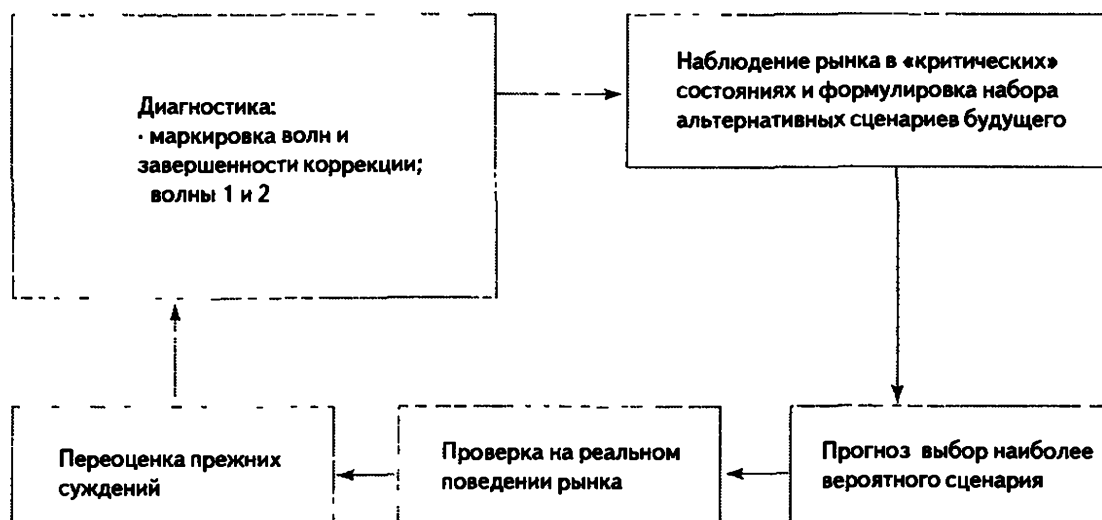 Диагностика:
· маркировка волн и
завершенности коррекции;
волны 1 и 2
Наблюдение рынка в «критических»
состояниях и формулировка набора
альтернативных сценариев будущего
Прогноз выбор наиболее
вероятного сценария
Проверка на реальном
поведении рынка
Переоценка прежних
суждений